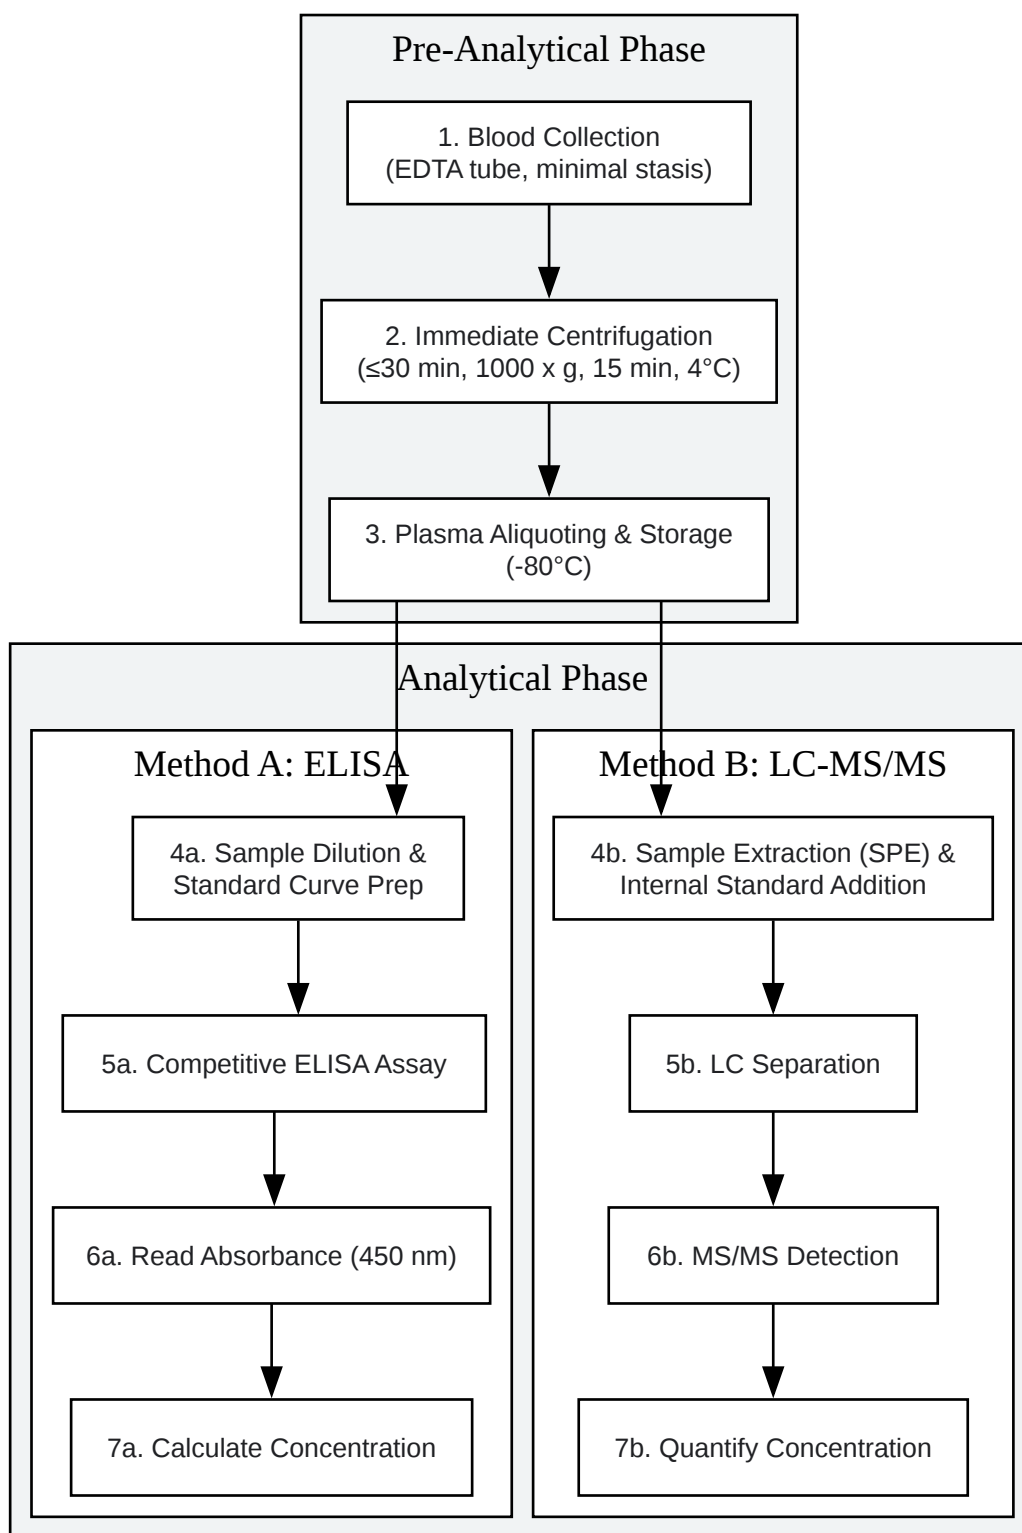 Pre-Analytical Phase
1. Blood Collection
(EDTA tube, minimal stasis)
2. Immediate Centrifugation
(≤30 min, 1000 x g, 15 min, 4°C)
3. Plasma Aliquoting & Storage
(-80°C)
Analytical Phase
Method A: ELISA
4a. Sample Dilution &
Standard Curve Prep
5a. Competitive ELISA Assay
6a. Read Absorbance (450 nm)
7a. Calculate Concentration
Method B: LC-MS/MS
4b. Sample Extraction (SPE) &
Internal Standard Addition
5b. LC Separation
6b. MS/MS Detection
7b. Quantify Concentration